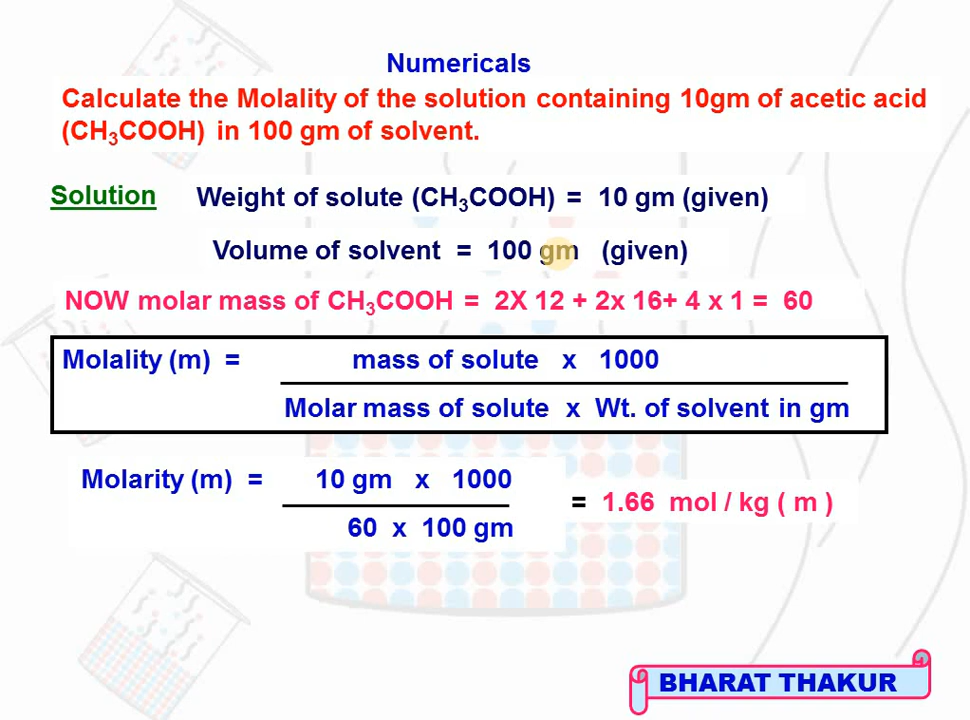 Numericals
Calculate the Molality of the solution containing 10gm of acetic acid
(CH₃COOH) in 100 gm of solvent.
Solution Weight of solute (CH₃COOH) = 10 gm (given)
Volume of solvent = 100 gm (given)
NOW molar mass of CH₃COOH = 2X 12 + 2x 16+ 4 x 1 = 60
Molality (m) = mass of solute x 1000
Molar mass of solute x Wt. of solvent in gm
Molarity (m) = 10 gm x 1000
= 1.66 mol / kg ( m )
60 x 100 gm
BHARAT THAKUR